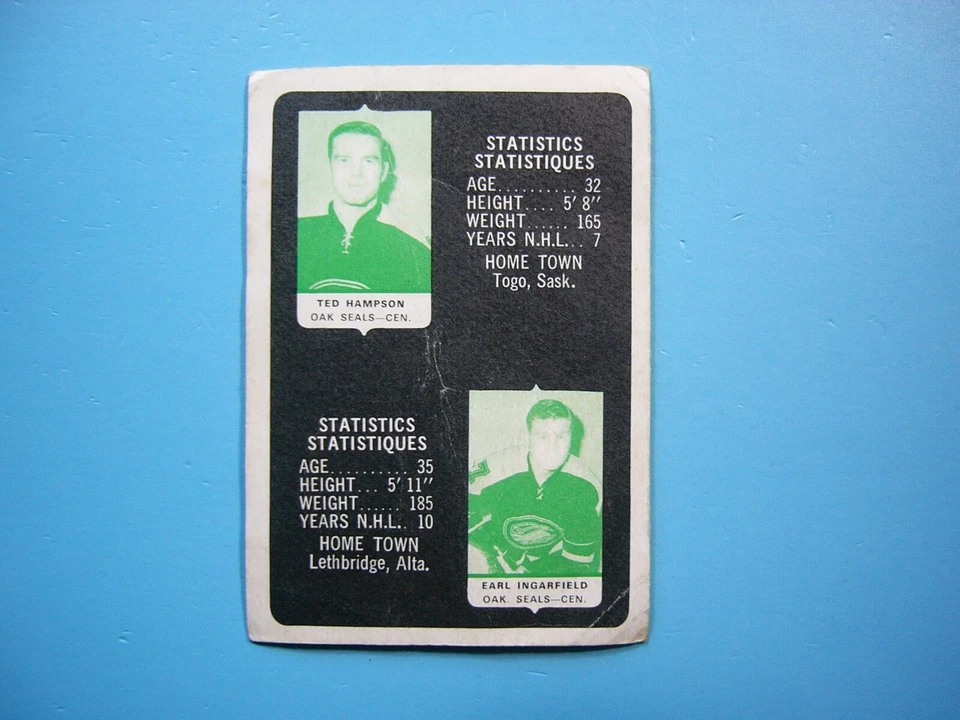 TED HAMPSON
OAK SEALS—CEN.
STATISTICS
STATISTIQUES
AGE.......... 32
HEIGHT.... 5' 8"
WEIGHT...... 165
YEARS N.H.L... 7
HOME TOWN
Togo, Sask.
STATISTICS
STATISTIQUES
AGE.......... 35
HEIGHT... 5' 11"
WEIGHT...... 185
YEARS N.H.L.. 10
HOME TOWN
Lethbridge, Alta.
EARL INGARFIELD
OAK. SEALS—CEN.